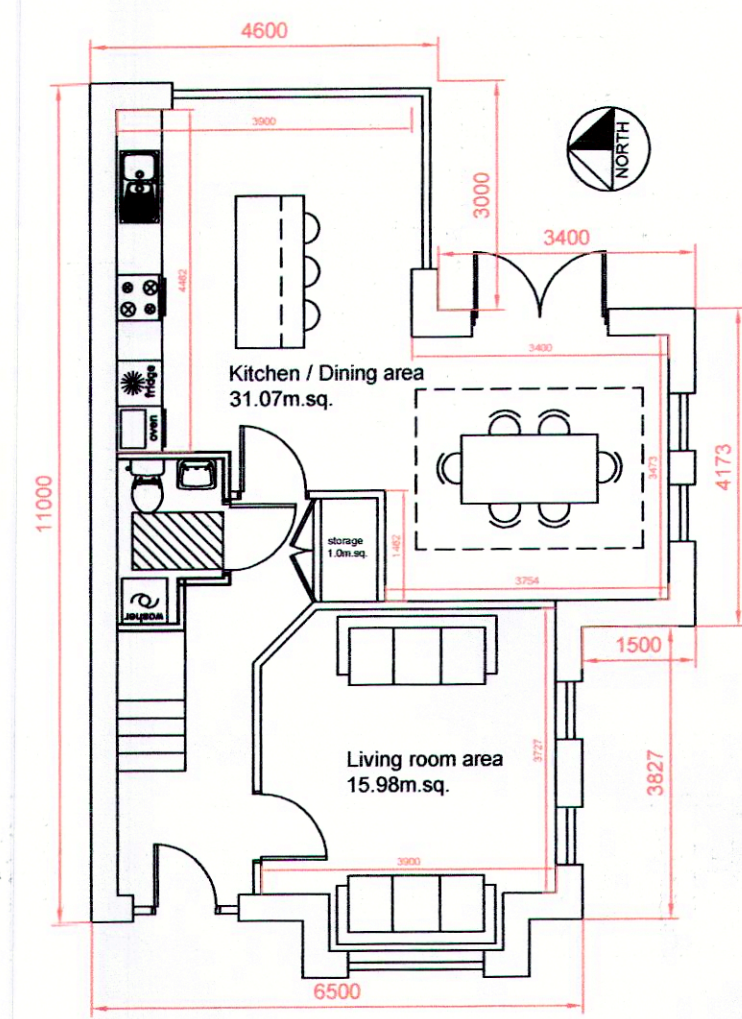 4600
3900
NORTH
3000
3400
4482
3400
Kitchen / Dining area
31.07m.sq.
fridge
oven
3473
4173
11000
storage
1.0m.sq.
1482
3754
washer
1500
Living room area
15.98m.sq.
3727
3827
3900
6500